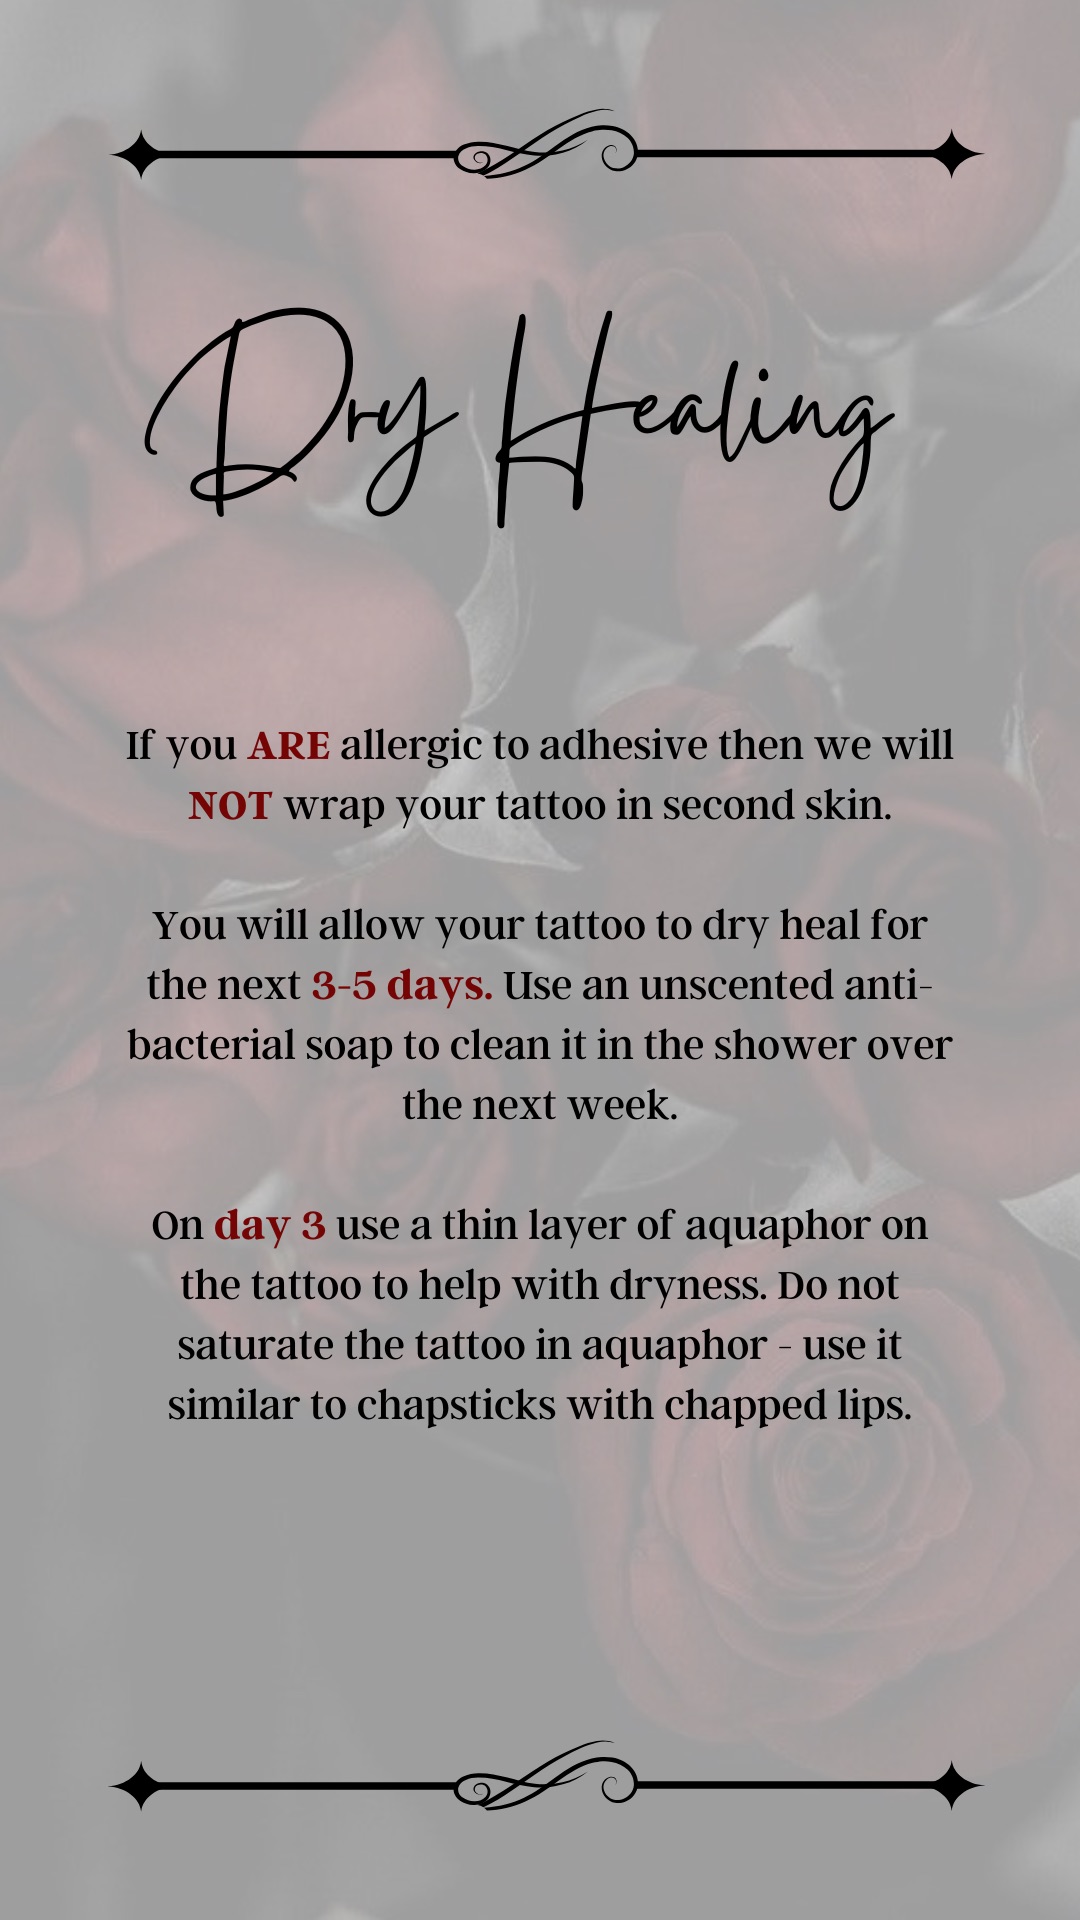 Dry Healing
If you ARE allergic to adhesive then we will
NOT wrap your tattoo in second skin.
You will allow your tattoo to dry heal for
the next 3-5 days. Use an unscented anti-
bacterial soap to clean it in the shower over
the next week.
On day 3 use a thin layer of aquaphor on
the tattoo to help with dryness. Do not
saturate the tattoo in aquaphor - use it
similar to chapsticks with chapped lips.